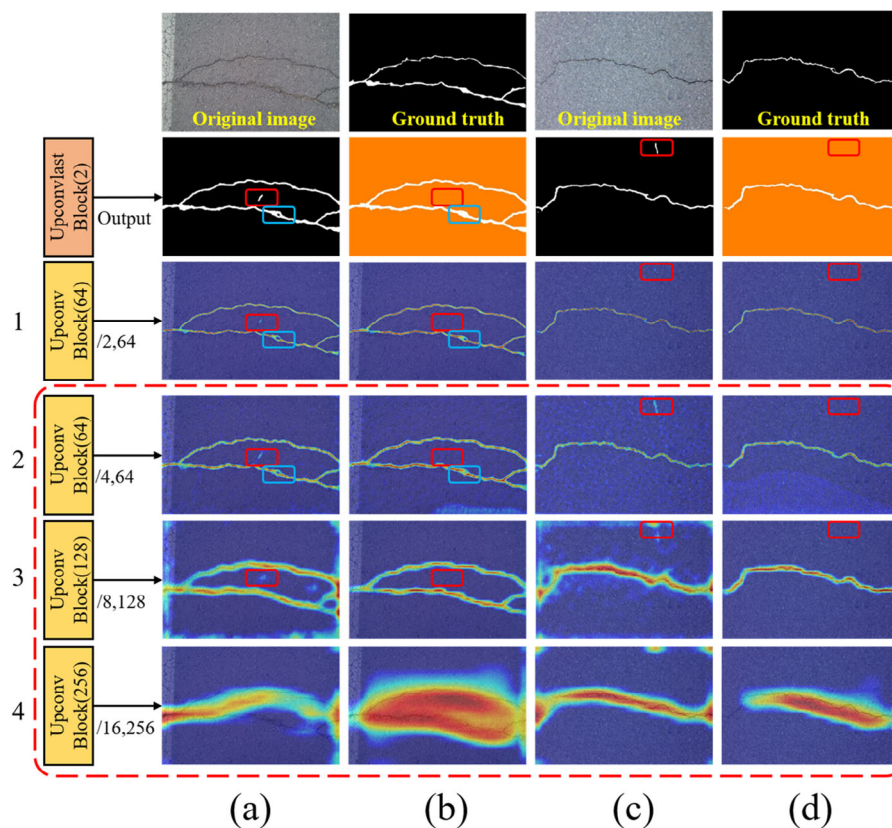 Original image
Ground truth
Original image
Ground truth
Upconvlast
Block(2)
Output
1
Upconv
Block(64)
/2,64
2
Upconv
Block(64)
/4,64
3
Upconv
Block(128)
/8,128
4
Upconv
Block(256)
/16,256
(a)
(b)
(c)
(d)